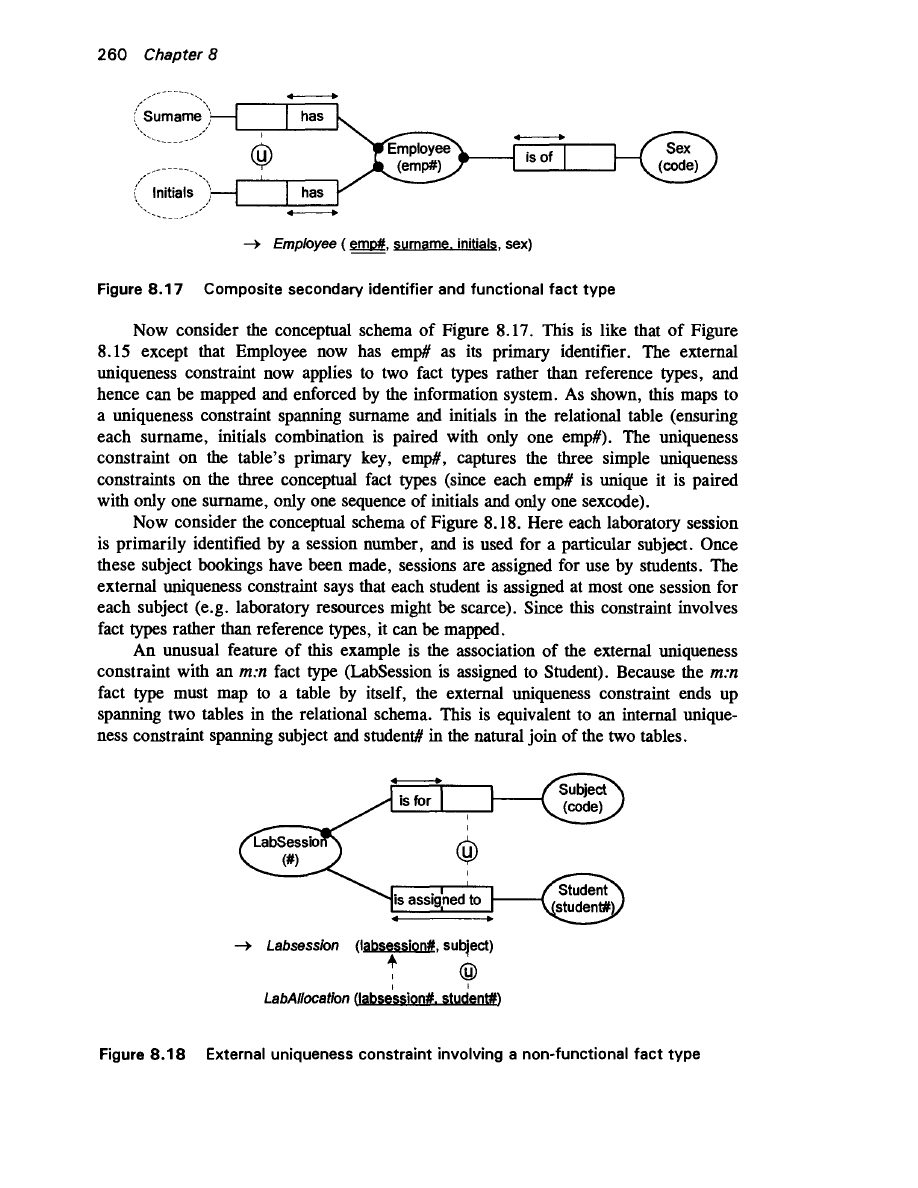 260 Chapter 8
Surname
has
Employee
(emp#)
is of
Sex
(code)
u
Initials
has
→ Employee ( emp#, surname, initials, sex)
Figure 8.17 Composite secondary identifier and functional fact type
Now consider the conceptual schema of Figure 8.17. This is like that of Figure
8.15 except that Employee now has emp# as its primary identifier. The external
uniqueness constraint now applies to two fact types rather than reference types, and
hence can be mapped and enforced by the information system. As shown, this maps to
a uniqueness constraint spanning surname and initials in the relational table (ensuring
each surname, initials combination is paired with only one emp#). The uniqueness
constraint on the table's primary key, emp#, captures the three simple uniqueness
constraints on the three conceptual fact types (since each emp# is unique it is paired
with only one surname, only one sequence of initials and only one sexcode).
Now consider the conceptual schema of Figure 8.18. Here each laboratory session
is primarily identified by a session number, and is used for a particular subject. Once
these subject bookings have been made, sessions are assigned for use by students. The
external uniqueness constraint says that each student is assigned at most one session for
each subject (e.g. laboratory resources might be scarce). Since this constraint involves
fact types rather than reference types, it can be mapped.
An unusual feature of this example is the association of the external uniqueness
constraint with an m:n fact type (LabSession is assigned to Student). Because the m:n
fact type must map to a table by itself, the external uniqueness constraint ends up
spanning two tables in the relational schema. This is equivalent to an internal unique-
ness constraint spanning subject and student# in the natural join of the two tables.
is for
Subject
(code)
LabSession
(#)
u
is assigned to
Student
(student#)
→ Labsession (labsession#, subject)
u
LabAllocation (labsession#, student#)
Figure 8.18 External uniqueness constraint involving a non-functional fact type